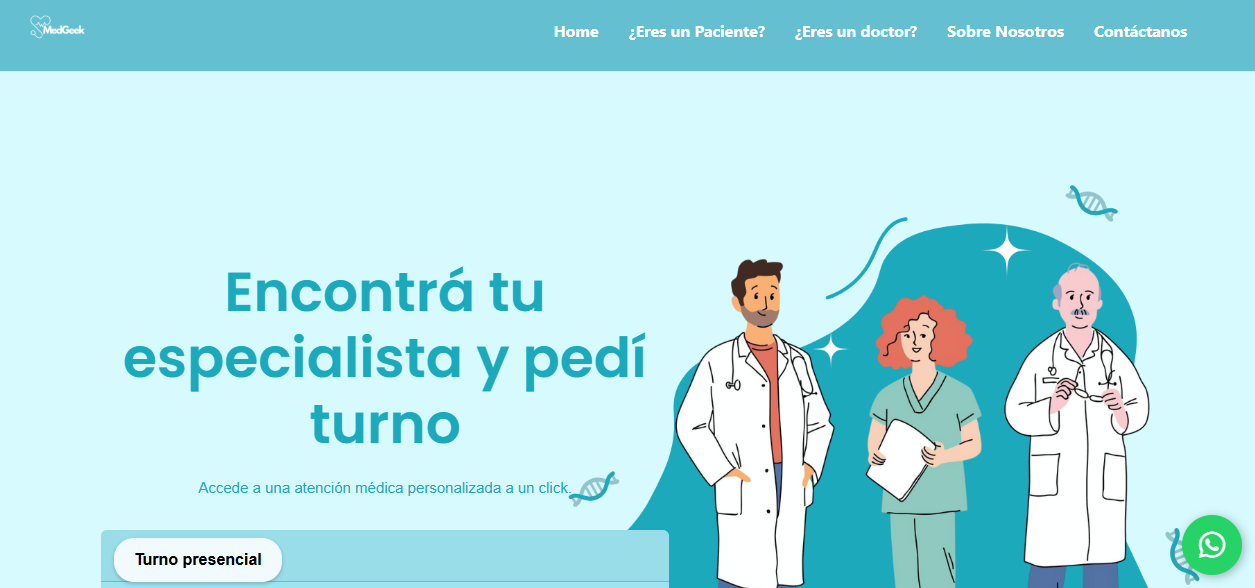 MedGeek
Home
¿Eres un Paciente?
¿Eres un doctor?
Sobre Nosotros
Contáctanos
Encontrá tu
especialista y pedí
turno
Accede a una atención médica personalizada a un click.
Turno presencial